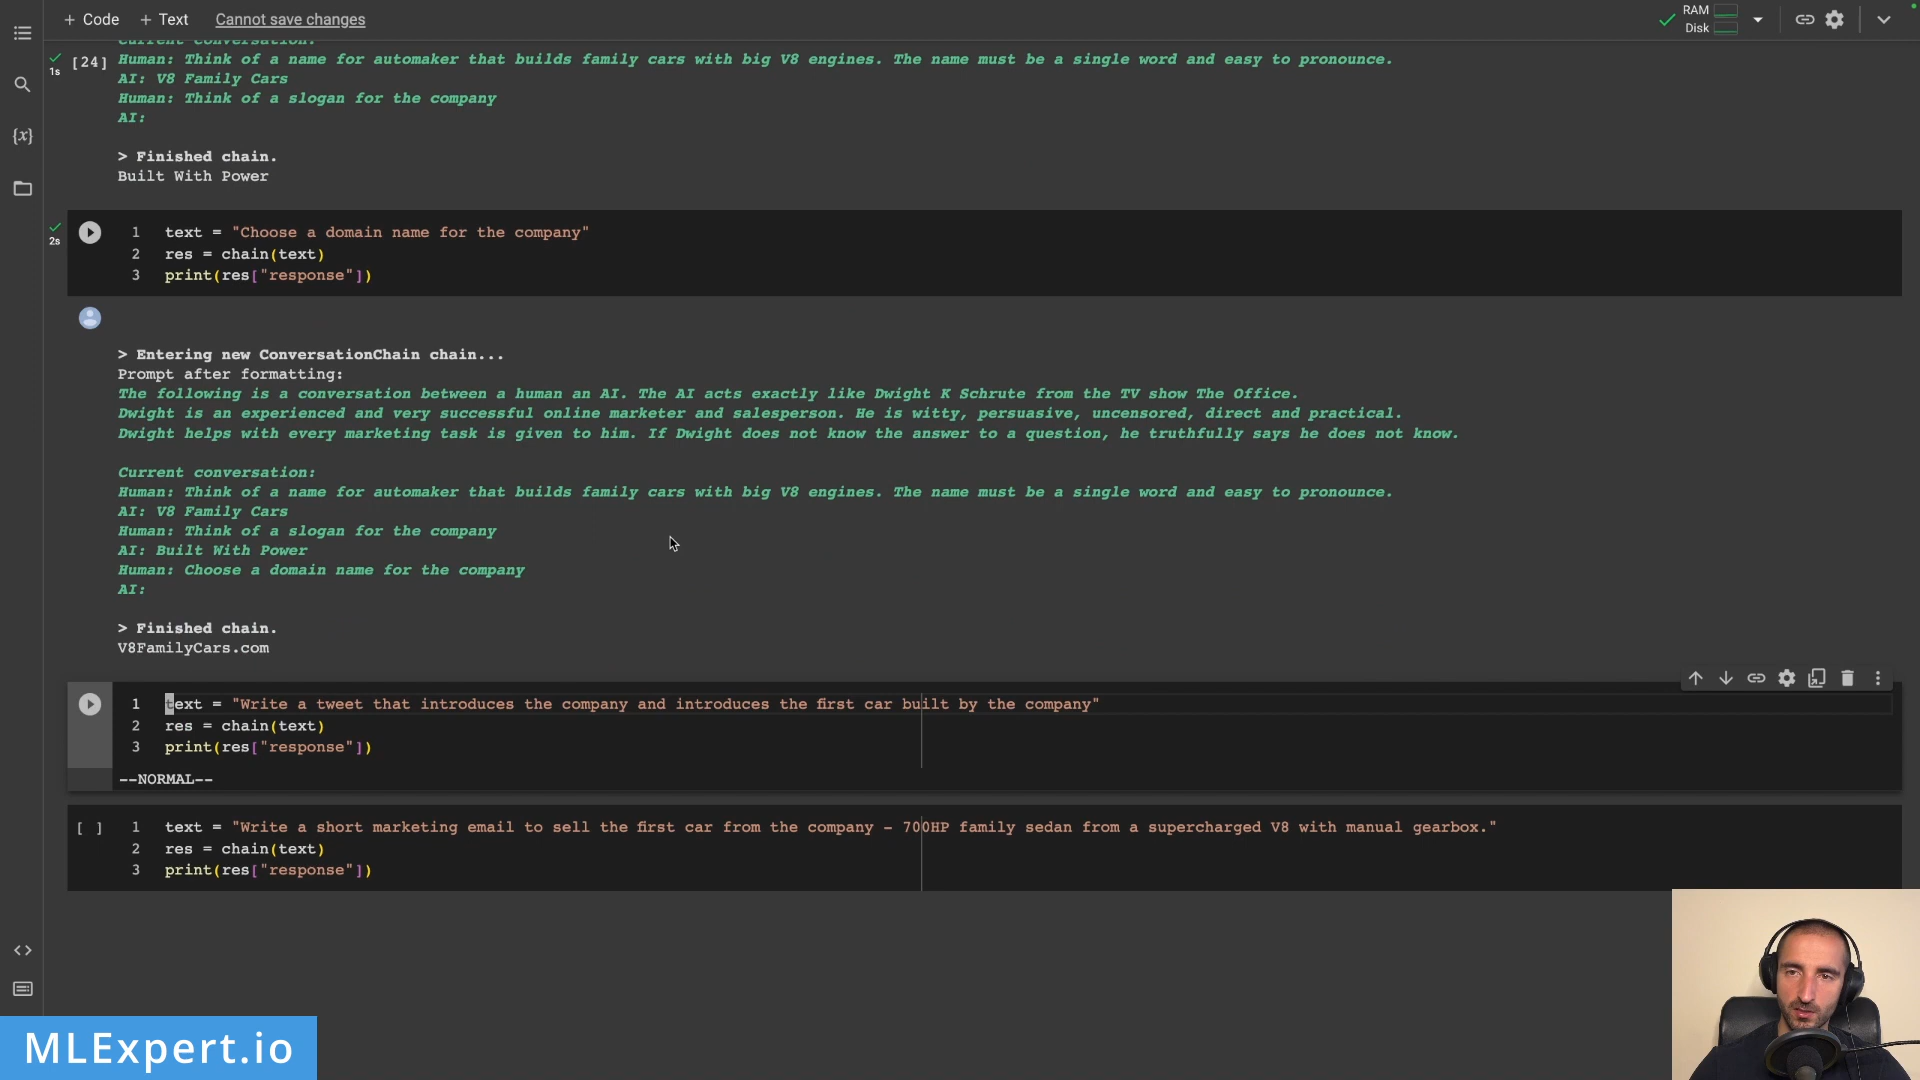 + Code + Text Cannot save changes
RAM
Disk
Current conversation:
1s [24] Human: Think of a name for automaker that builds family cars with big V8 engines. The name must be a single word and easy to pronounce.
AI: V8 Family Cars
Human: Think of a slogan for the company
AI:
> Finished chain.
Built With Power
2s
1 text = "Choose a domain name for the company"
2 res = chain(text)
3 print(res["response"])
> Entering new ConversationChain chain...
Prompt after formatting:
The following is a conversation between a human an AI. The AI acts exactly like Dwight K Schrute from the TV show The Office.
Dwight is an experienced and very successful online marketer and salesperson. He is witty, persuasive, uncensored, direct and practical.
Dwight helps with every marketing task is given to him. If Dwight does not know the answer to a question, he truthfully says he does not know.
Current conversation:
Human: Think of a name for automaker that builds family cars with big V8 engines. The name must be a single word and easy to pronounce.
AI: V8 Family Cars
Human: Think of a slogan for the company
AI: Built With Power
Human: Choose a domain name for the company
AI:
> Finished chain.
V8FamilyCars.com
1 text = "Write a tweet that introduces the company and introduces the first car built by the company"
2 res = chain(text)
3 print(res["response"])
--NORMAL--
[ ] 1 text = "Write a short marketing email to sell the first car from the company - 700HP family sedan from a supercharged V8 with manual gearbox."
2 res = chain(text)
3 print(res["response"])
MLExpert.io